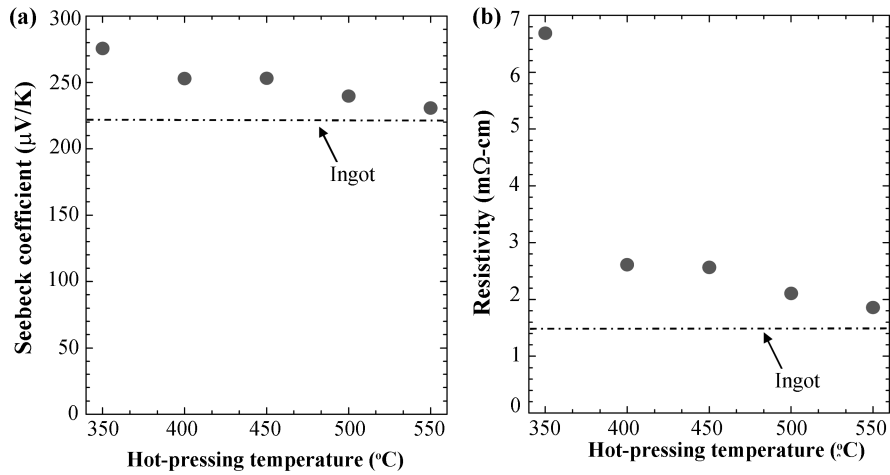 (a)
Seebeck coefficient (μV/K)
300
250
200
150
100
50
0
Ingot
350 400 450 500 550
Hot-pressing temperature (ºC)
(b)
Resistivity (mΩ-cm)
7
6
5
4
3
2
1
0
Ingot
350 400 450 500 550
Hot-pressing temperature (ºC)